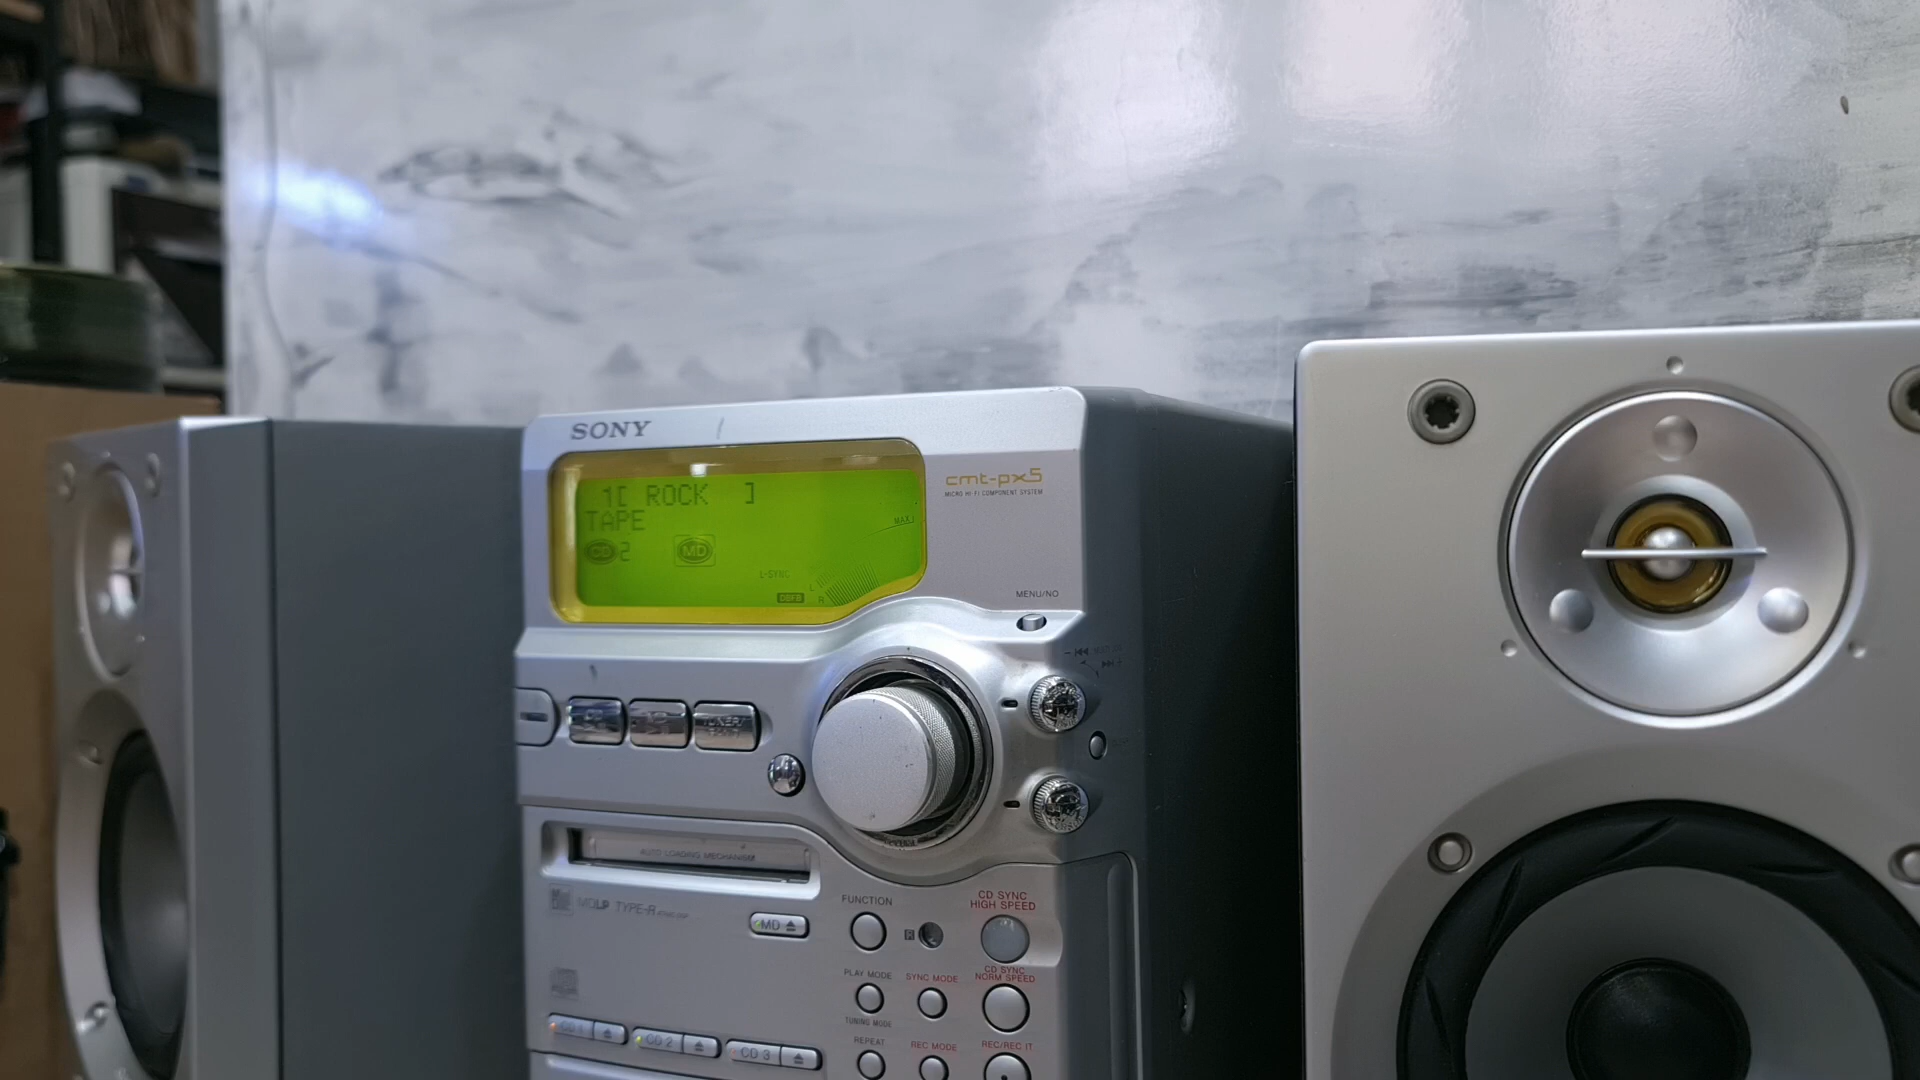 SONY
cmt-px5
MICRO HI-FI COMPONENT SYSTEM
1[ ROCK ]
TAPE
CD 2 MD
MAX
L-SYNC
DSFB
L
R
MENU/NO
TUNER/
AUTO LOADING MECHANISM
MDLP TYPE-R
MD
FUNCTION
CD SYNC
HIGH SPEED
PLAY MODE
SYNC MODE
CD SYNC
NORM SPEED
TUNING MODE
CD 1
CD 2
CD 3
REPEAT
REC MODE
REC/REC IT